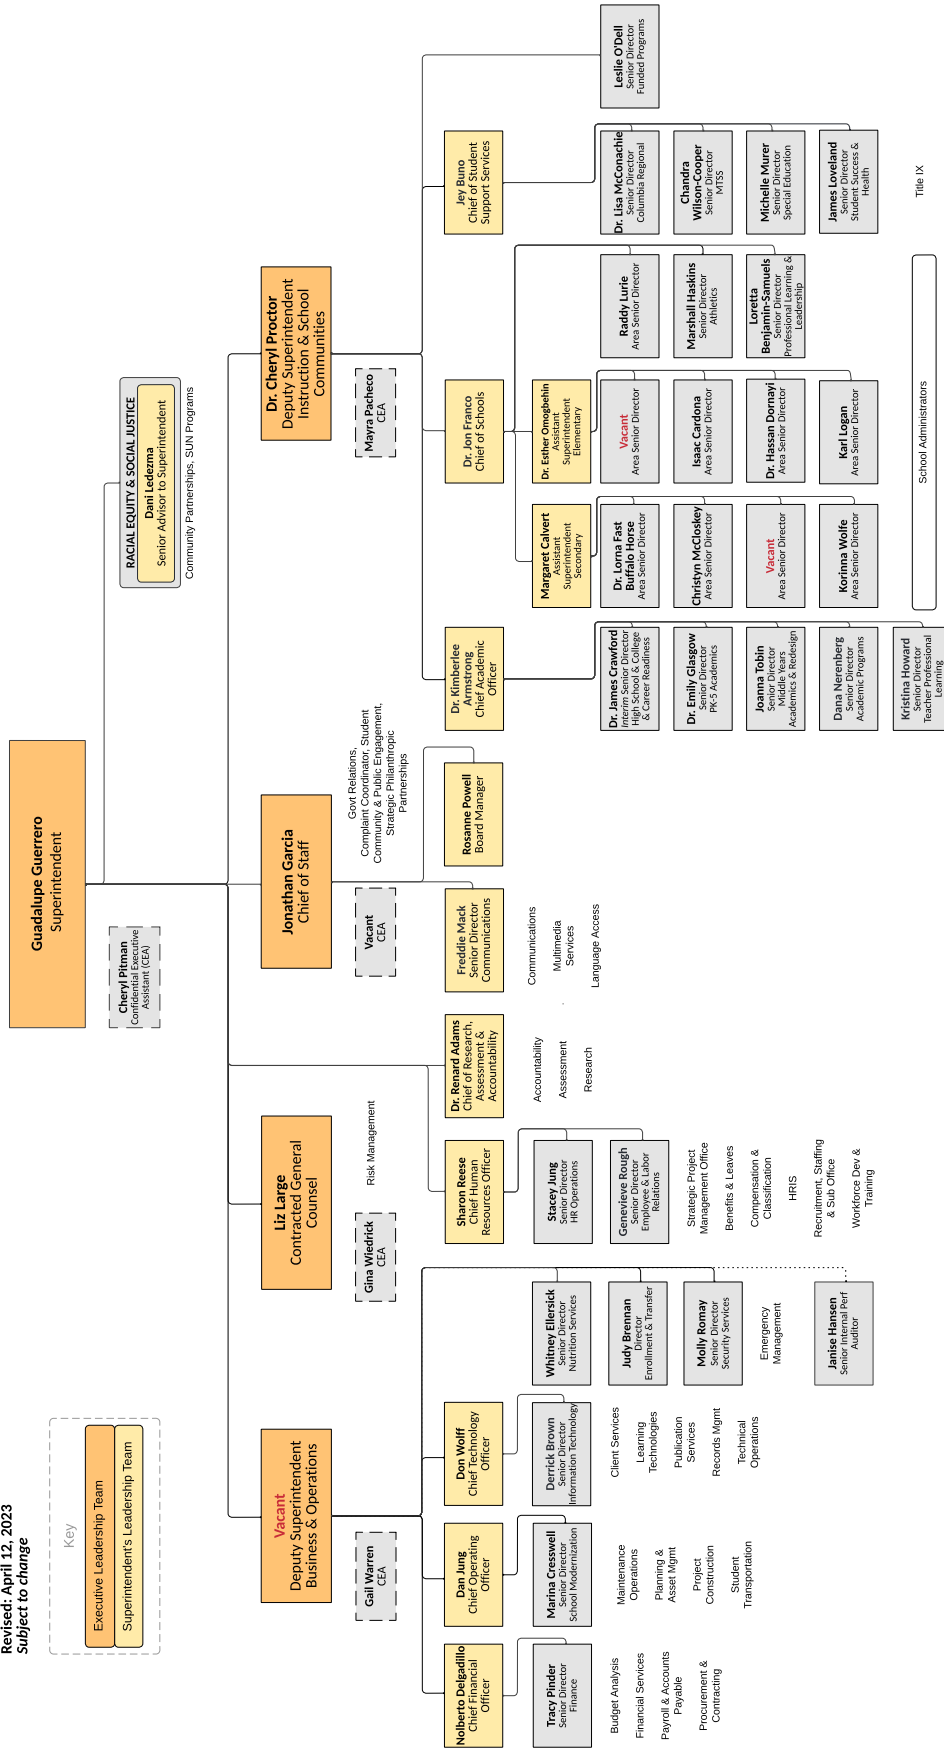 Revised: April 12, 2023
Subject to change
Key
Executive Leadership Team
Superintendent's Leadership Team
Guadalupe Guerrero
Superintendent
Cheryl Pitman
Confidential Executive
Assistant (CEA)
RACIAL EQUITY & SOCIAL JUSTICE
Dani Ledezma
Senior Advisor to Superintendent
Community Partnerships, SUN Programs
Vacant
Deputy Superintendent
Business & Operations
Gail Warren
CEA
Liz Large
Contracted General
Counsel
Gina Wiedrick
CEA
Risk Management
Jonathan Garcia
Chief of Staff
Vacant
CEA
Govt Relations,
Complaint Coordinator, Student
Community & Public Engagement,
Strategic Philanthropic
Partnerships
Dr. Cheryl Proctor
Deputy Superintendent
Instruction & School
Communities
Mayra Pacheco
CEA
Nolberto Delgadillo
Chief Financial
Officer
Tracy Pinder
Senior Director
Finance
Budget Analysis
Financial Services
Payroll & Accounts
Payable
Procurement &
Contracting
Dan Jung
Chief Operating
Officer
Marina Cresswell
Senior Director
School Modernization
Maintenance
Operations
Planning &
Asset Mgmt
Project
Construction
Student
Transportation
Don Wolff
Chief Technology
Officer
Derrick Brown
Senior Director
Information Technology
Client Services
Learning
Technologies
Publication
Services
Records Mgmt
Technical
Operations
Whitney Ellersick
Senior Director
Nutrition Services
Judy Brennan
Director
Enrollment & Transfer
Molly Romay
Senior Director
Security Services
Emergency
Management
Janise Hansen
Senior Internal Perf
Auditor
Sharon Reese
Chief Human
Resources Officer
Stacey Jung
Senior Director
HR Operations
Genevieve Rough
Senior Director
Employee & Labor
Relations
Strategic Project
Management Office
Benefits & Leaves
Compensation &
Classification
HRIS
Recruitment, Staffing
& Sub Office
Workforce Dev &
Training
Dr. Renard Adams
Chief of Research,
Assessment &
Accountability
Accountability
Assessment
Research
Freddie Mack
Senior Director
Communications
Communications
Multimedia
Services
Language Access
Rosanne Powell
Board Manager
Dr. Kimberlee
Armstrong
Chief Academic
Officer
Dr. James Crawford
Interim Senior Director
High School & College
& Career Readiness
Dr. Emily Glasgow
Senior Director
PK-5 Academics
Joanna Tobin
Senior Director
Middle Years
Academics & Redesign
Dana Nerenberg
Senior Director
Academic Programs
Kristina Howard
Senior Director
Teacher Professional
Learning
Dr. Jon Franco
Chief of Schools
Margaret Calvert
Assistant
Superintendent
Secondary
Dr. Lorna Fast
Buffalo Horse
Area Senior Director
Christyn McCloskey
Area Senior Director
Vacant
Area Senior Director
Korinna Wolfe
Area Senior Director
Dr. Esther Omogbehin
Assistant
Superintendent
Elementary
Vacant
Area Senior Director
Isaac Cardona
Area Senior Director
Dr. Hassan Dornayi
Area Senior Director
Karl Logan
Area Senior Director
Raddy Lurie
Area Senior Director
Marshall Haskins
Senior Director
Athletics
Loretta
Benjamin-Samuels
Senior Director
Professional Learning &
Leadership
School Administrators
Jey Buno
Chief of Student
Support Services
Dr. Lisa McConachie
Senior Director
Columbia Regional
Chandra
Wilson-Cooper
Senior Director
MTSS
Michelle Murer
Senior Director
Special Education
James Loveland
Senior Director
Student Success &
Health
Title IX
Leslie O'Dell
Senior Director
Funded Programs